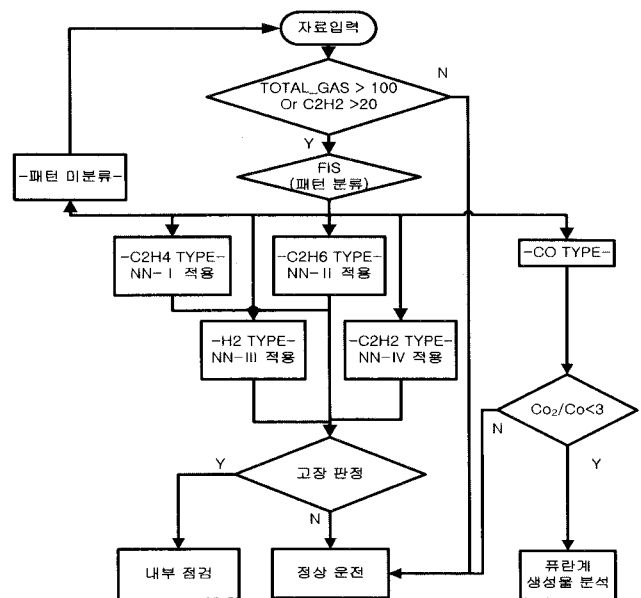 자료입력
N
TOTAL_GAS > 100
Or C2H2 >20
Y
FIS
(패턴 분류)
-패턴 미분류-
-C2H4 TYPE-
NN-Ⅰ 적용
-C2H6 TYPE-
NN-Ⅱ 적용
-CO TYPE-
-H2 TYPE-
NN-Ⅲ 적용
-C2H2 TYPE-
NN-Ⅳ 적용
Co₂/Co<3
N
Y
Y
고장 판정
N
내부 점검
정상 운전
퓨란계
생성물 분석